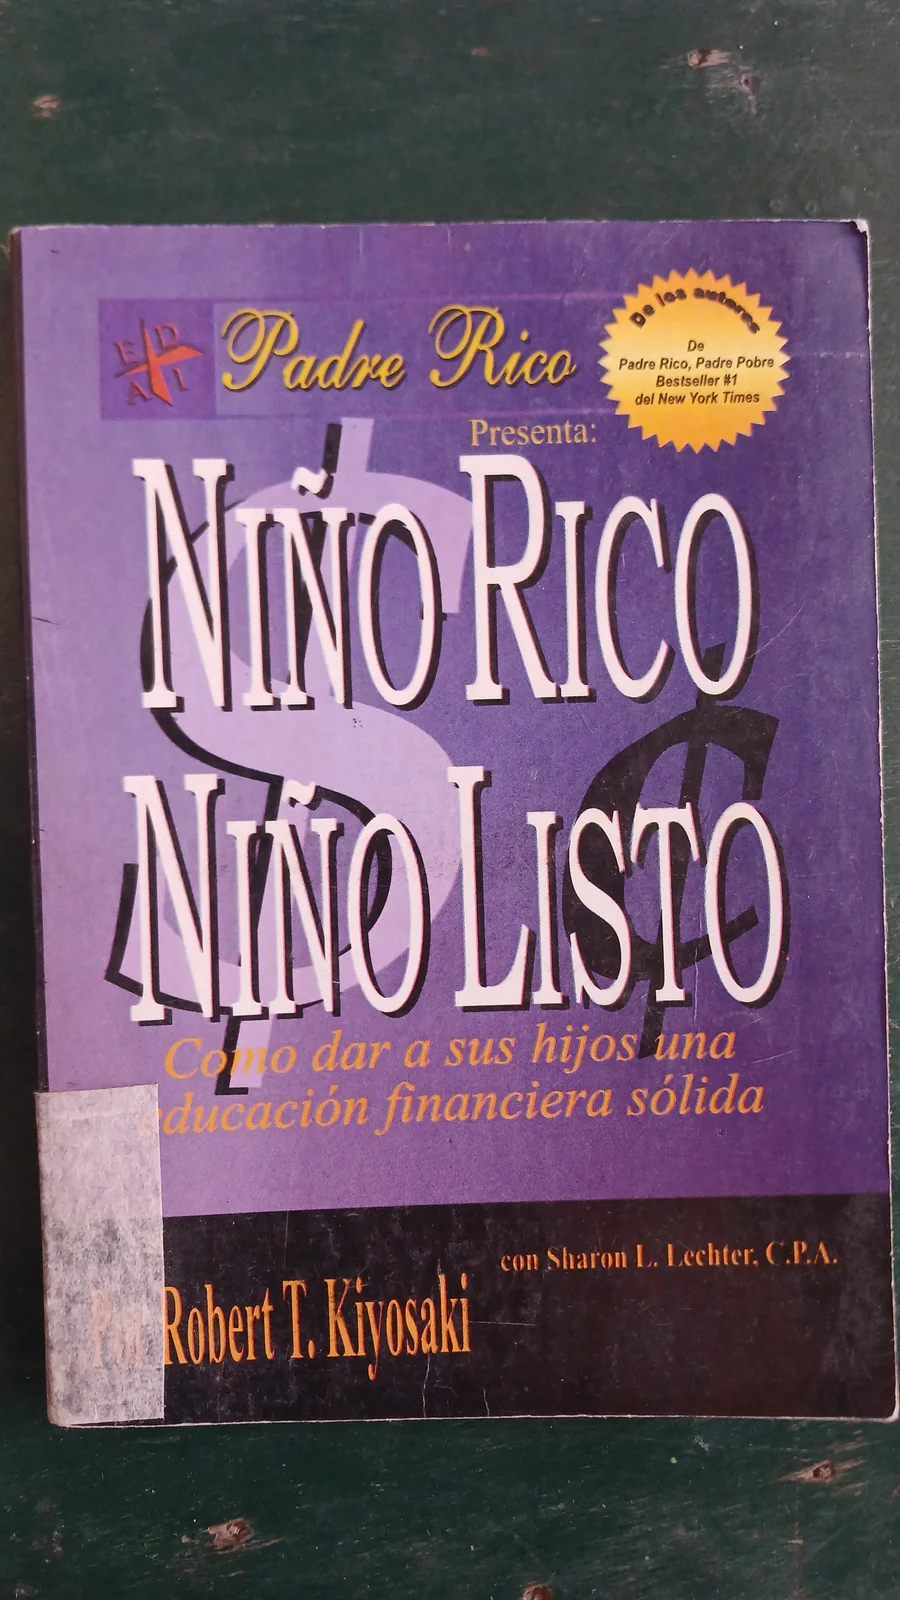 E D
A I
Padre Rico
De los autores
De
Padre Rico, Padre Pobre
Bestseller #1
del New York Times
Presenta:
NIÑO RICO
NIÑO LISTO
Como dar a sus hijos una
educación financiera sólida
con Sharon L. Lechter, C.P.A.
Por Robert T. Kiyosaki